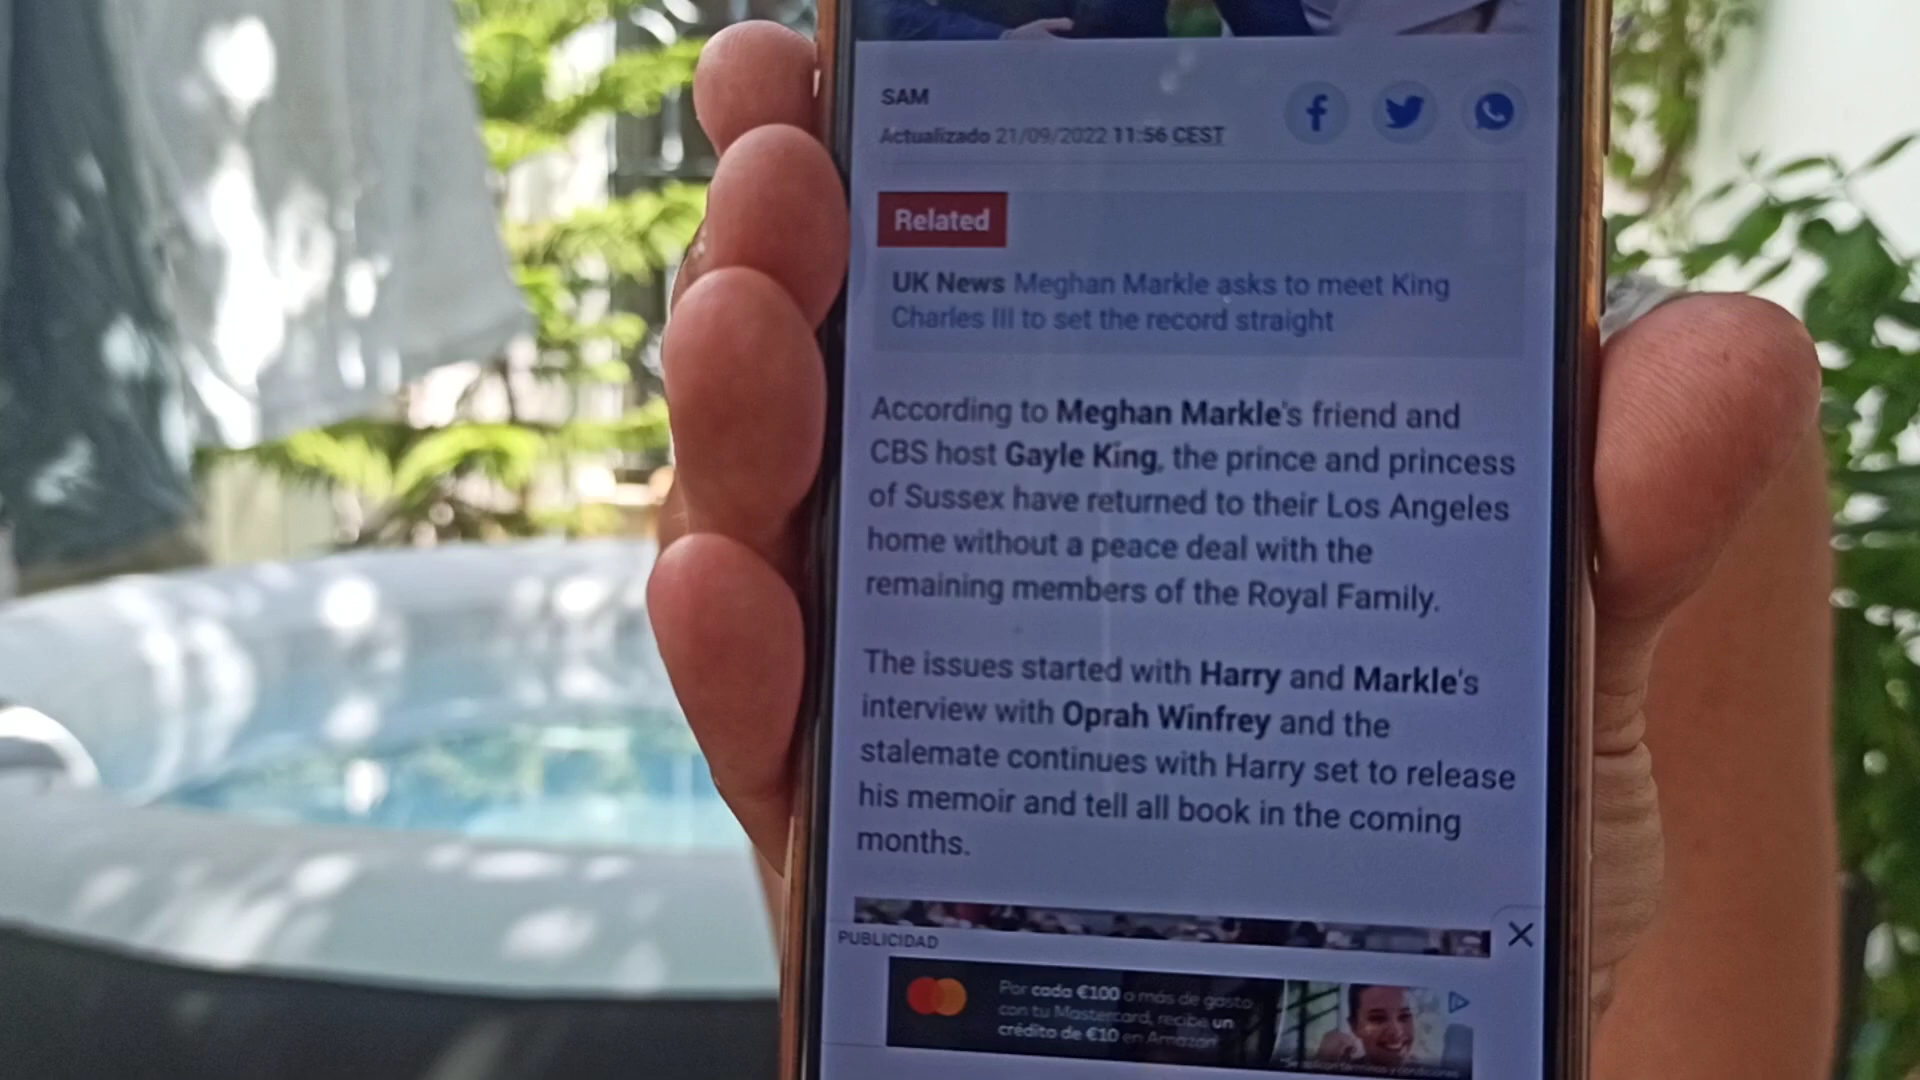 SAM
Actualizado 21/09/2022 11:56 CEST
Related
UK News Meghan Markle asks to meet King
Charles III to set the record straight
According to Meghan Markle's friend and
CBS host Gayle King, the prince and princess
of Sussex have returned to their Los Angeles
home without a peace deal with the
remaining members of the Royal Family.
The issues started with Harry and Markle's
interview with Oprah Winfrey and the
stalemate continues with Harry set to release
his memoir and tell all book in the coming
months.
PUBLICIDAD
Por cada €100 o más de gasto
con tu Mastercard, recibe un
crédito de €10 en Amazon*
*Se aplican términos y condiciones